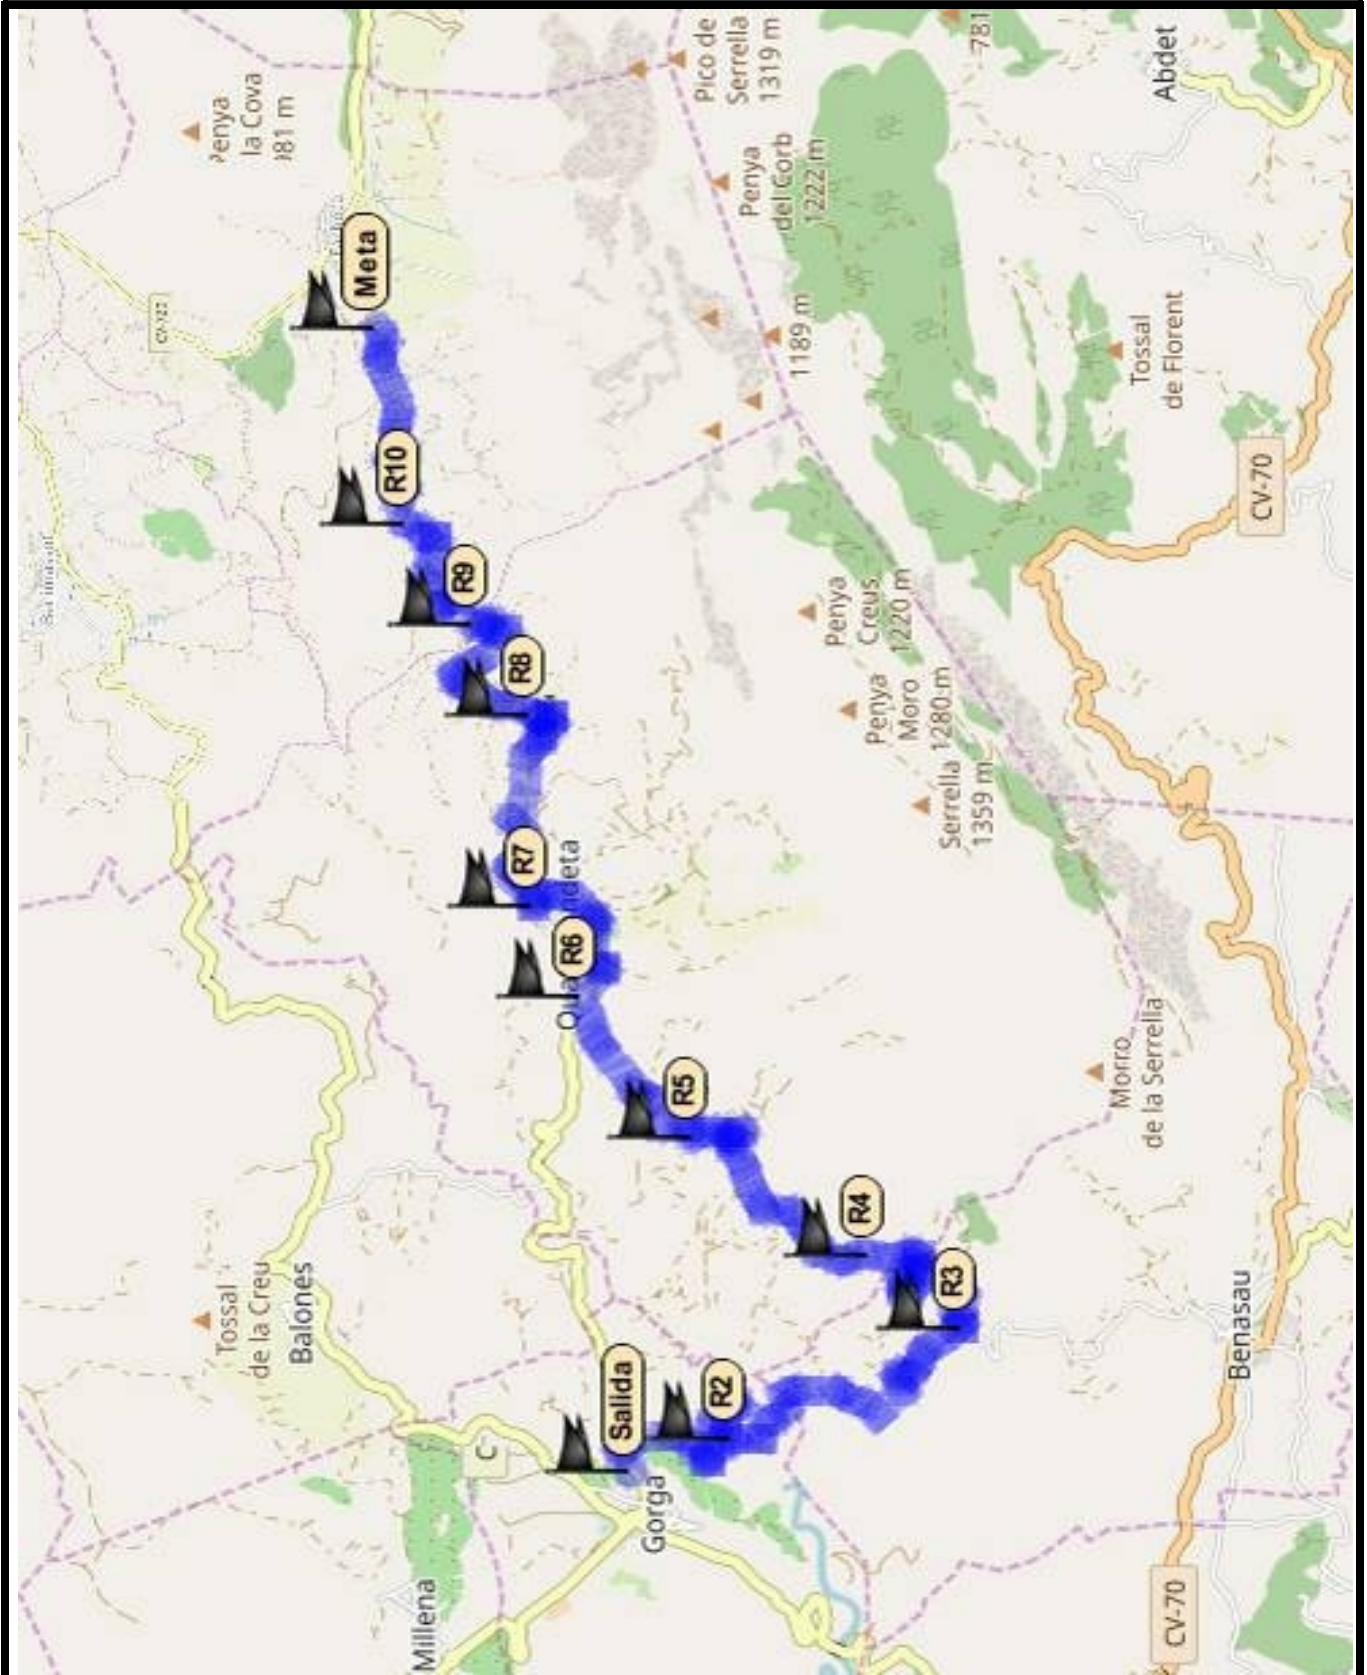 la Cova
Tossal
de la Creu
Balones
Meta
R10
Millena
R9
C
R8
R7
R6
Salida
Gorga
R5
Pico de
Serrella
1319 m
R2
Penya
del Corb
1222 m
1189 m
Penya
Creus
1220 m
R4
Penya
Moro
1280 m
Serrella
1359 m
R3
781
Morro
de la Serrella
Tossal
de Florent
Abdet
CV-70
Benasau
CV-70